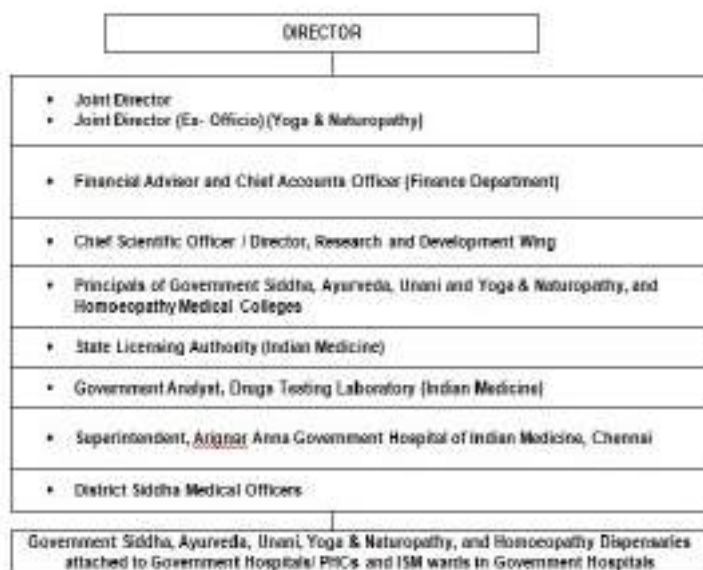 DIRECTOR
• Joint Director
• Joint Director (Ex- Officio) (Yoga & Naturopathy)
• Financial Advisor and Chief Accounts Officer (Finance Department)
• Chief Scientific Officer / Director, Research and Development Wing
• Principals of Government Siddha, Ayurveda, Unani and Yoga & Naturopathy, and
Homoeopathy Medical Colleges
• State Licensing Authority (Indian Medicine)
• Government Analyst, Drugs Testing Laboratory (Indian Medicine)
• Superintendent, Arignar Anna Government Hospital of Indian Medicine, Chennai
• District Siddha Medical Officers
Government Siddha, Ayurveda, Unani, Yoga & Naturopathy, and Homoeopathy Dispensaries
attached to Government Hospitals/ PHCs and ISM wards in Government Hospitals